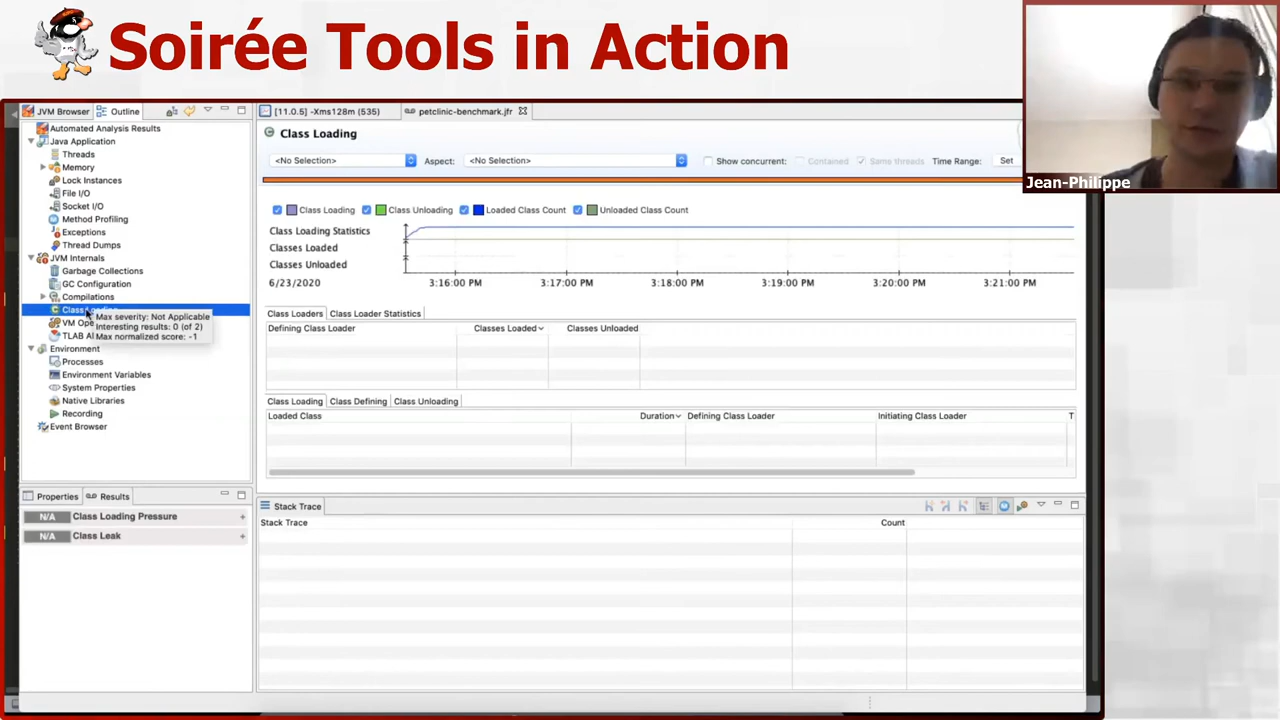 Soirée Tools in Action
Jean-Philippe
JVM Browser
Outline
Automated Analysis Results
Java Application
Threads
Memory
Lock Instances
File I/O
Socket I/O
Method Profiling
Exceptions
Thread Dumps
JVM Internals
Garbage Collections
GC Configuration
Compilations
Class
VM Ope
TLAB Al
Max severity: Not Applicable
Interesting results: 0 (of 2)
Max normalized score: -1
Environment
Processes
Environment Variables
System Properties
Native Libraries
Recording
Event Browser
Properties
Results
N/A Class Loading Pressure +
N/A Class Leak +
[11.0.5] -Xms128m (535)
petclinic-benchmark.jfr
Class Loading
<No Selection> Aspect: <No Selection> Show concurrent: Contained Same threads Time Range: Set
Class Loading Class Unloading Loaded Class Count Unloaded Class Count
Class Loading Statistics
Classes Loaded
Classes Unloaded
6/23/2020 3:16:00 PM 3:17:00 PM 3:18:00 PM 3:19:00 PM 3:20:00 PM 3:21:00 PM
Class Loaders Class Loader Statistics
Defining Class Loader Classes Loaded Classes Unloaded
Class Loading Class Defining Class Unloading
Loaded Class Duration Defining Class Loader Initiating Class Loader T
Stack Trace
Stack Trace Count